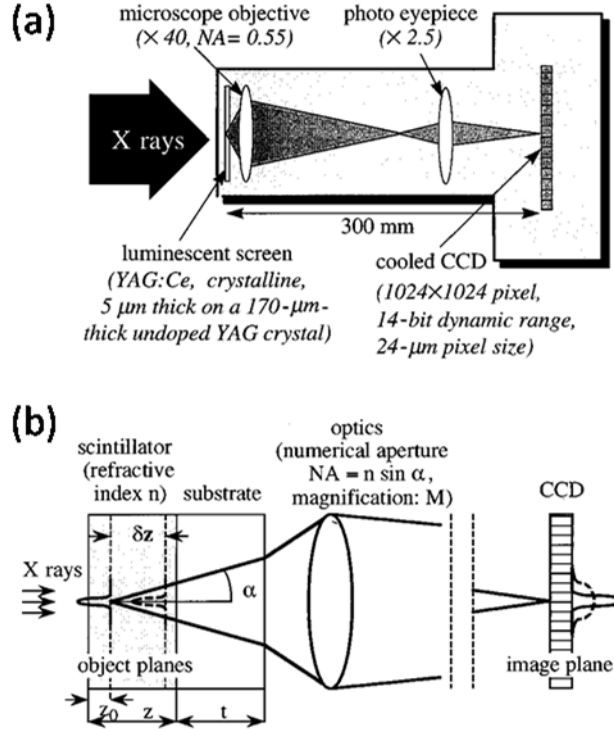 (a)
microscope objective
(× 40, NA= 0.55)
photo eyepiece
(× 2.5)
X rays
300 mm
luminescent screen
(YAG:Ce, crystalline,
5 µm thick on a 170-µm-
thick undoped YAG crystal)
cooled CCD
(1024×1024 pixel,
14-bit dynamic range,
24-µm pixel size)
(b)
scintillator
(refractive
index n)
substrate
optics
(numerical aperture
NA = n sin α,
magnification: M)
CCD
δz
X rays
α
object planes
image plane
z0
z
t